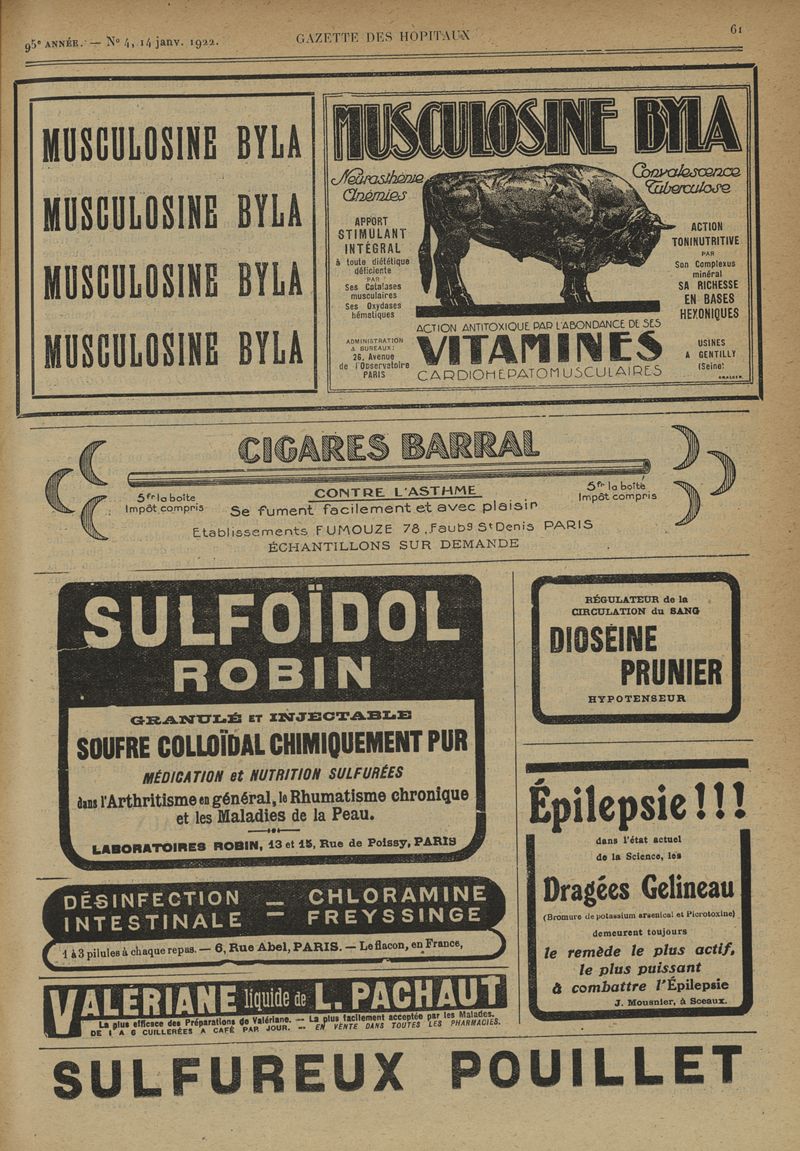 95e ANNÉE. — No 4, 14 janv. 1922.
GAZETTE DES HÔPITAUX
61
MUSCULOSINE BYLA
MUSCULOSINE BYLA
MUSCULOSINE BYLA
MUSCULOSINE BYLA
MUSCULOSINE BYLA
Neurasthénie
Anémies
Convalescence
Tuberculose
APPORT
STIMULANT
INTÉGRAL
à toute diététique
déficiente
PAR
Ses Catalases
musculaires
Ses Oxydases
hématiques
ACTION
TONINUTRITIVE
PAR
Son Complexus
minéral
SA RICHESSE
EN BASES
HEXONIQUES
ADMINISTRATION
& BUREAUX:
26, Avenue
de l'Observatoire
PARIS
ACTION ANTITOXIQUE PAR L'ABONDANCE DE SES
VITAMINES
CARDIOHÉPATOMUSCULAIRES
USINES
A GENTILLY
(Seine)
CIGARES BARRAL
5fr la boîte
Impôt compris
CONTRE L'ASTHME
5fr la boîte
Impôt compris
Se fument facilement et avec plaisir
Etablissements FUMOUZE 78, Faubg St Denis PARIS
ÉCHANTILLONS SUR DEMANDE
SULFOÏDOL
ROBIN
GRANULÉ ET INJECTABLE
SOUFRE COLLOÏDAL CHIMIQUEMENT PUR
MÉDICATION et NUTRITION SULFURÉES
dans l'Arthritisme en général, le Rhumatisme chronique
et les Maladies de la Peau.
LABORATOIRES ROBIN, 13 et 15, Rue de Poissy, PARIS
RÉGULATEUR de la
CIRCULATION du SANG
DIOSÉINE
PRUNIER
HYPOTENSEUR
Épilepsie!!!
dans l'état actuel
de la Science, les
Dragées Gelineau
(Bromure de potassium arsenical et Picrotoxine)
demeurent toujours
le remède le plus actif,
le plus puissant
à combattre l'Épilepsie
J. Mousnier, à Sceaux.
DÉSINFECTION — CHLORAMINE
INTESTINALE — FREYSSINGE
1 à 3 pilules à chaque repas. — 6, Rue Abel, PARIS. — Le flacon, en France,
VALÉRIANE liquide de L. PACHAUT
La plus efficace des Préparations de Valériane. — La plus facilement acceptée par les Malades.
DE 1 A 6 CUILLERÉES A CAFÉ PAR JOUR. — EN VENTE DANS TOUTES LES PHARMACIES.
SULFUREUX POUILLET